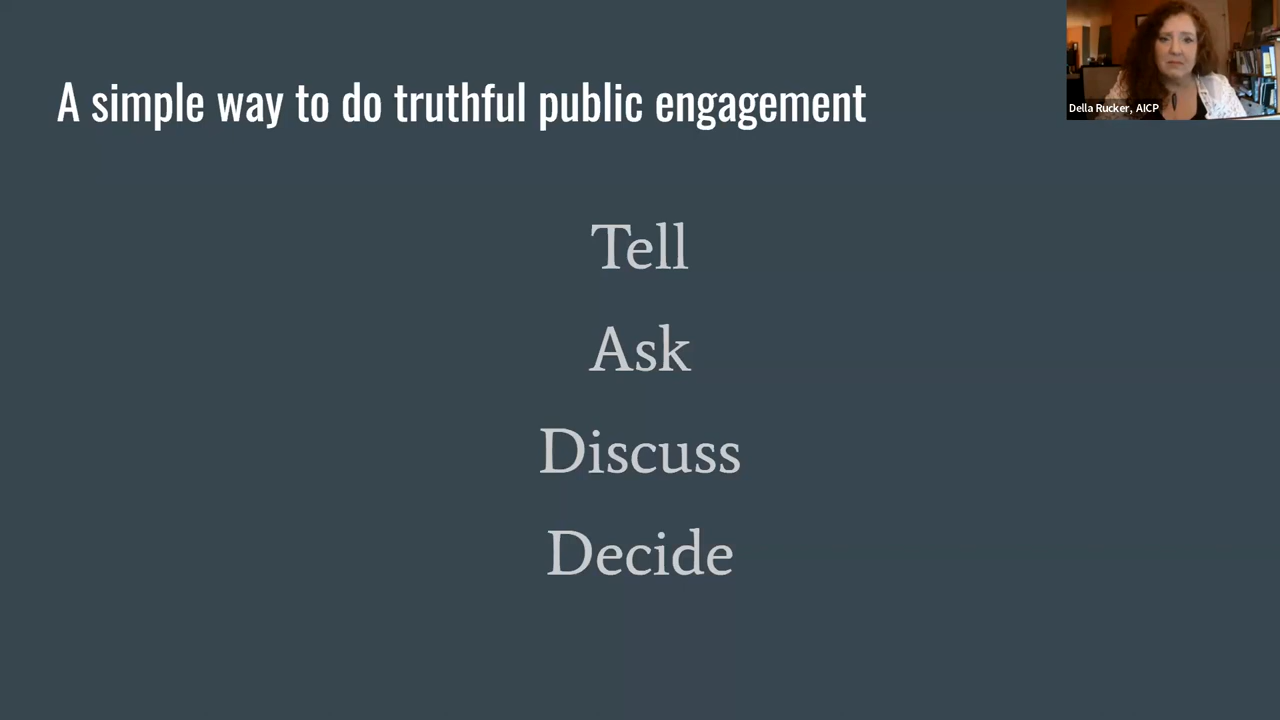 A simple way to do truthful public engagement
Della Rucker, AICP
Tell
Ask
Discuss
Decide